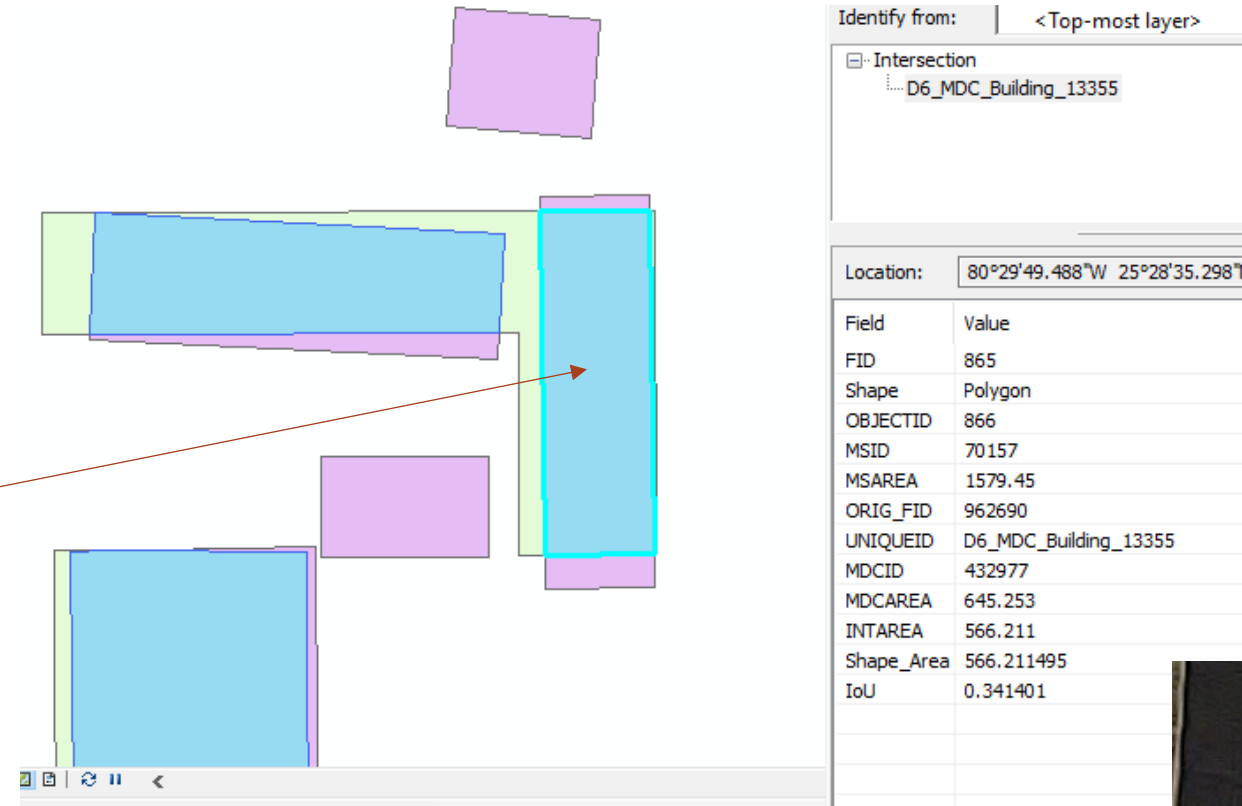 Identify from: <Top-most layer>
Intersection
D6_MDC_Building_13355
Location: 80°29'49.488"W 25°28'35.298"
Field Value
FID 865
Shape Polygon
OBJECTID 866
MSID 70157
MSAREA 1579.45
ORIG_FID 962690
UNIQUEID D6_MDC_Building_13355
MDCID 432977
MDCAREA 645.253
INTAREA 566.211
Shape_Area 566.211495
IoU 0.341401